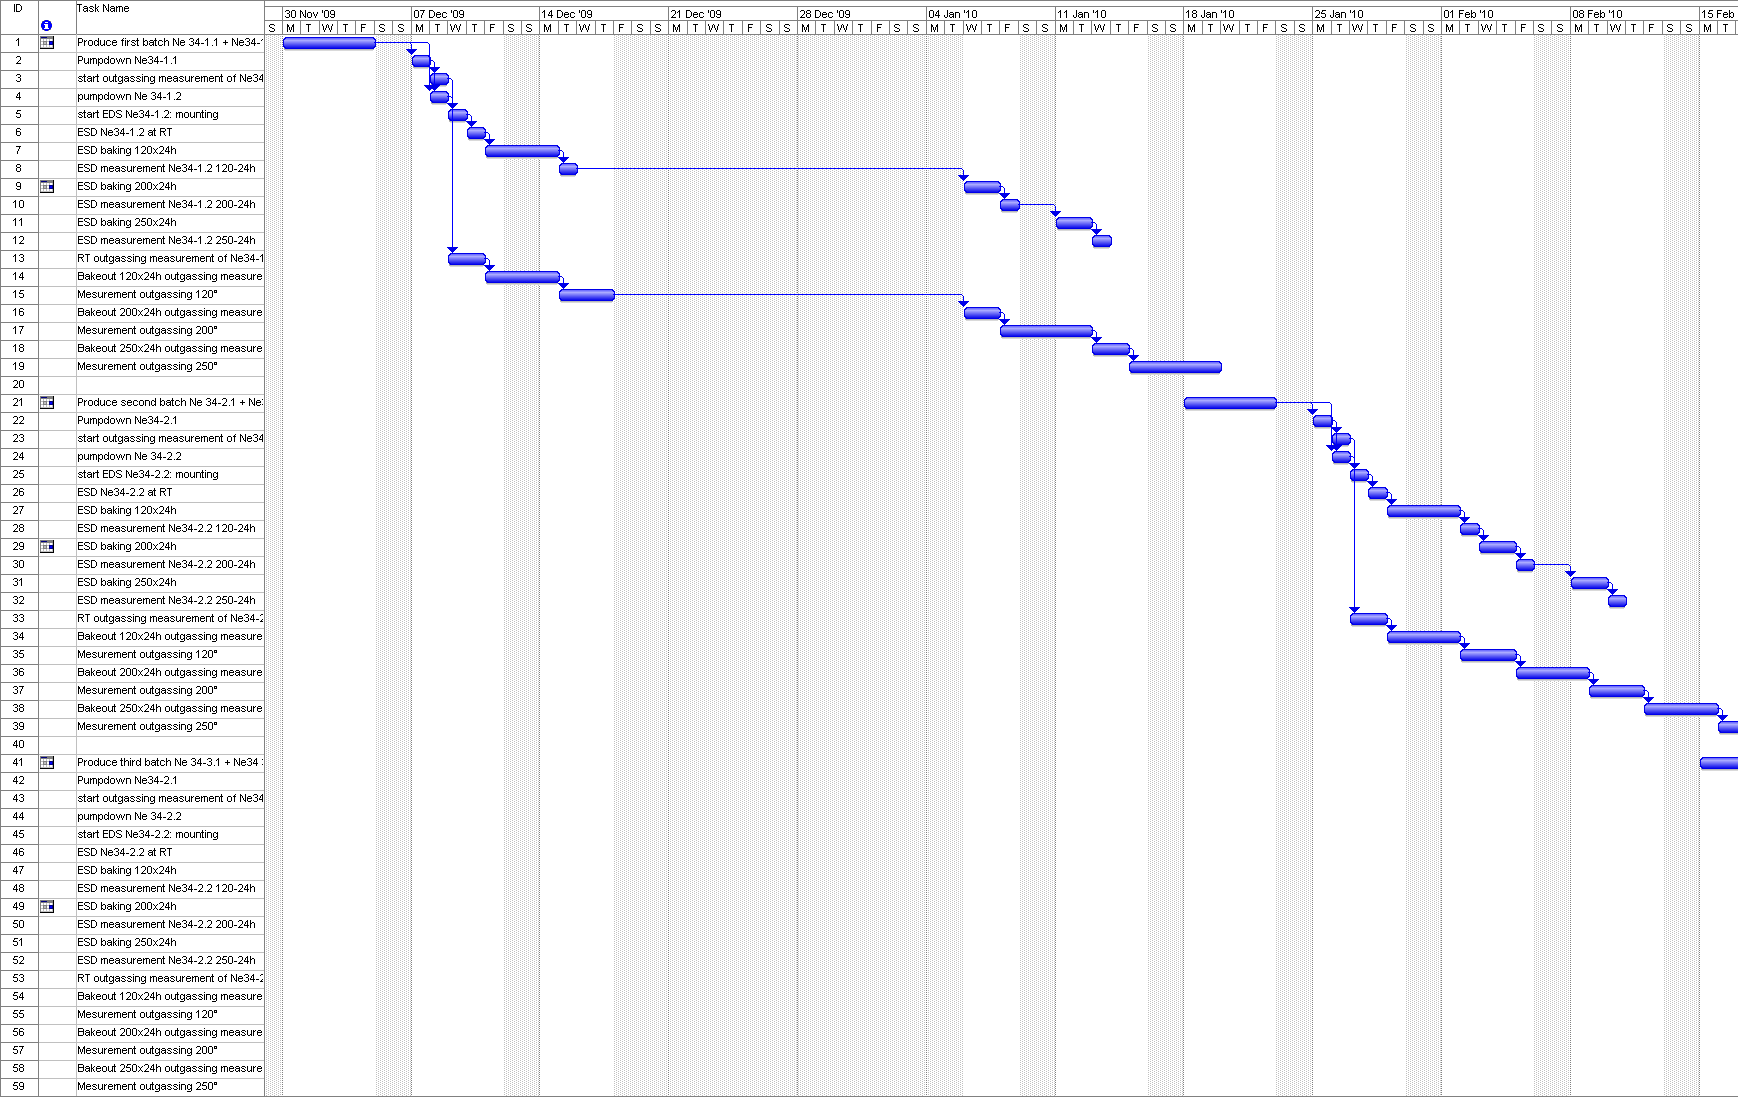 ID Task Name 30 Nov '09 07 Dec '09 14 Dec '09 21 Dec '09 28 Dec '09 04 Jan '10 11 Jan '10 18 Jan '10 25 Jan '10 01 Feb '10 08 Feb '10 15 Feb
S M T W T F S S M T W T F S S M T W T F S S M T W T F S S M T W T F S S M T W T F S S M T W T F S S M T W T F S S M T W T F S S M T W T F S S M T W T F S S M T
1 Produce first batch Ne 34-1.1 + Ne34-
2 Pumpdown Ne34-1.1
3 start outgassing measurement of Ne34
4 pumpdown Ne 34-1.2
5 start EDS Ne34-1.2: mounting
6 ESD Ne34-1.2 at RT
7 ESD baking 120x24h
8 ESD measurement Ne34-1.2 120-24h
9 ESD baking 200x24h
10 ESD measurement Ne34-1.2 200-24h
11 ESD baking 250x24h
12 ESD measurement Ne34-1.2 250-24h
13 RT outgassing measurement of Ne34-1
14 Bakeout 120x24h outgassing measure
15 Mesurement outgassing 120°
16 Bakeout 200x24h outgassing measure
17 Mesurement outgassing 200°
18 Bakeout 250x24h outgassing measure
19 Mesurement outgassing 250°
20
21 Produce second batch Ne 34-2.1 + Ne
22 Pumpdown Ne34-2.1
23 start outgassing measurement of Ne34
24 pumpdown Ne 34-2.2
25 start EDS Ne34-2.2: mounting
26 ESD Ne34-2.2 at RT
27 ESD baking 120x24h
28 ESD measurement Ne34-2.2 120-24h
29 ESD baking 200x24h
30 ESD measurement Ne34-2.2 200-24h
31 ESD baking 250x24h
32 ESD measurement Ne34-2.2 250-24h
33 RT outgassing measurement of Ne34-2
34 Bakeout 120x24h outgassing measure
35 Mesurement outgassing 120°
36 Bakeout 200x24h outgassing measure
37 Mesurement outgassing 200°
38 Bakeout 250x24h outgassing measure
39 Mesurement outgassing 250°
40
41 Produce third batch Ne 34-3.1 + Ne34
42 Pumpdown Ne34-2.1
43 start outgassing measurement of Ne34
44 pumpdown Ne 34-2.2
45 start EDS Ne34-2.2: mounting
46 ESD Ne34-2.2 at RT
47 ESD baking 120x24h
48 ESD measurement Ne34-2.2 120-24h
49 ESD baking 200x24h
50 ESD measurement Ne34-2.2 200-24h
51 ESD baking 250x24h
52 ESD measurement Ne34-2.2 250-24h
53 RT outgassing measurement of Ne34-2
54 Bakeout 120x24h outgassing measure
55 Mesurement outgassing 120°
56 Bakeout 200x24h outgassing measure
57 Mesurement outgassing 200°
58 Bakeout 250x24h outgassing measure
59 Mesurement outgassing 250°